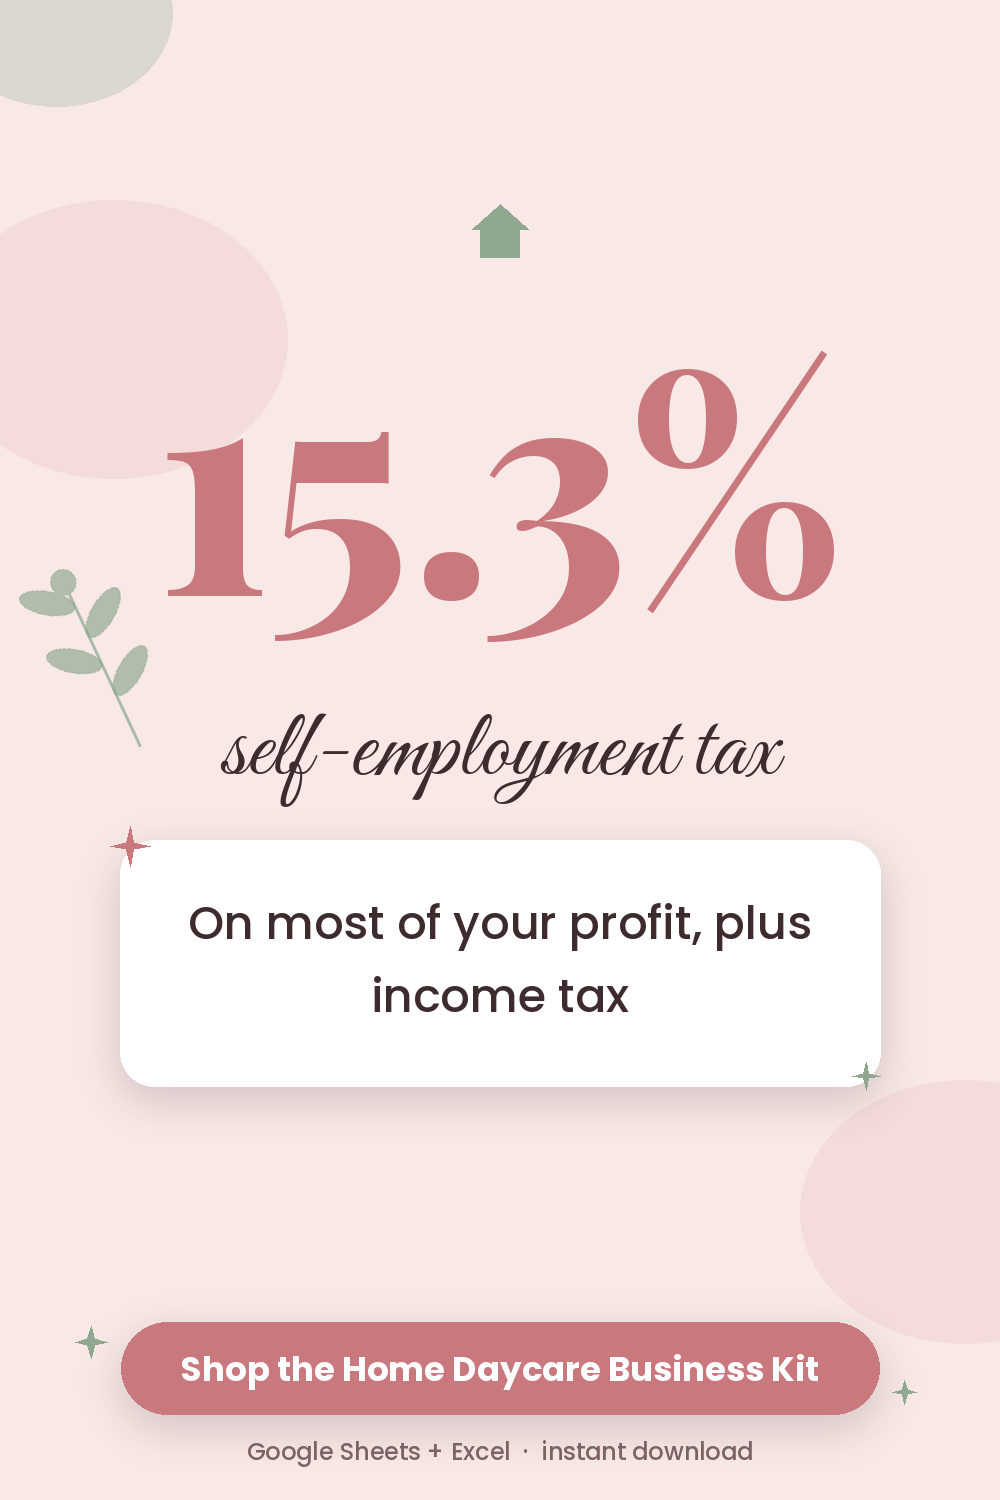 15.3%
self-employment tax
On most of your profit, plus
income tax
Shop the Home Daycare Business Kit
Google Sheets + Excel · instant download